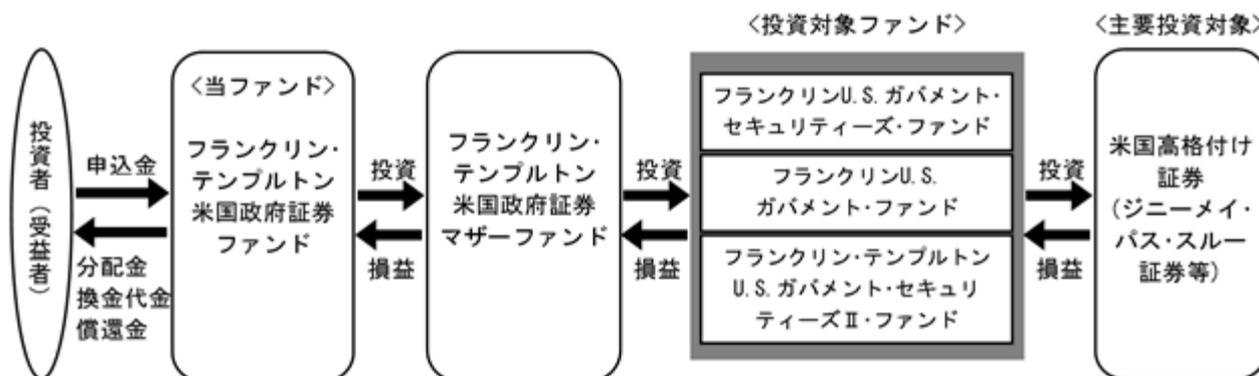 投資者(受益者)
申込金
分配金
換金代金
償還金
〈当ファンド〉
フランクリン・
テンプルトン
米国政府証券
ファンド
投資
損益
フランクリン・
テンプルトン
米国政府証券
マザーファンド
投資
損益
〈投資対象ファンド〉
フランクリンU.S.ガバメント・
セキュリティーズ・ファンド
フランクリンU.S.
ガバメント・ファンド
フランクリン・テンプルトン
U.S.ガバメント・セキュリ
ティーズⅡ・ファンド
投資
損益
〈主要投資対象〉
米国高格付け
証券
(ジニーメイ・
パス・スルー
証券等)